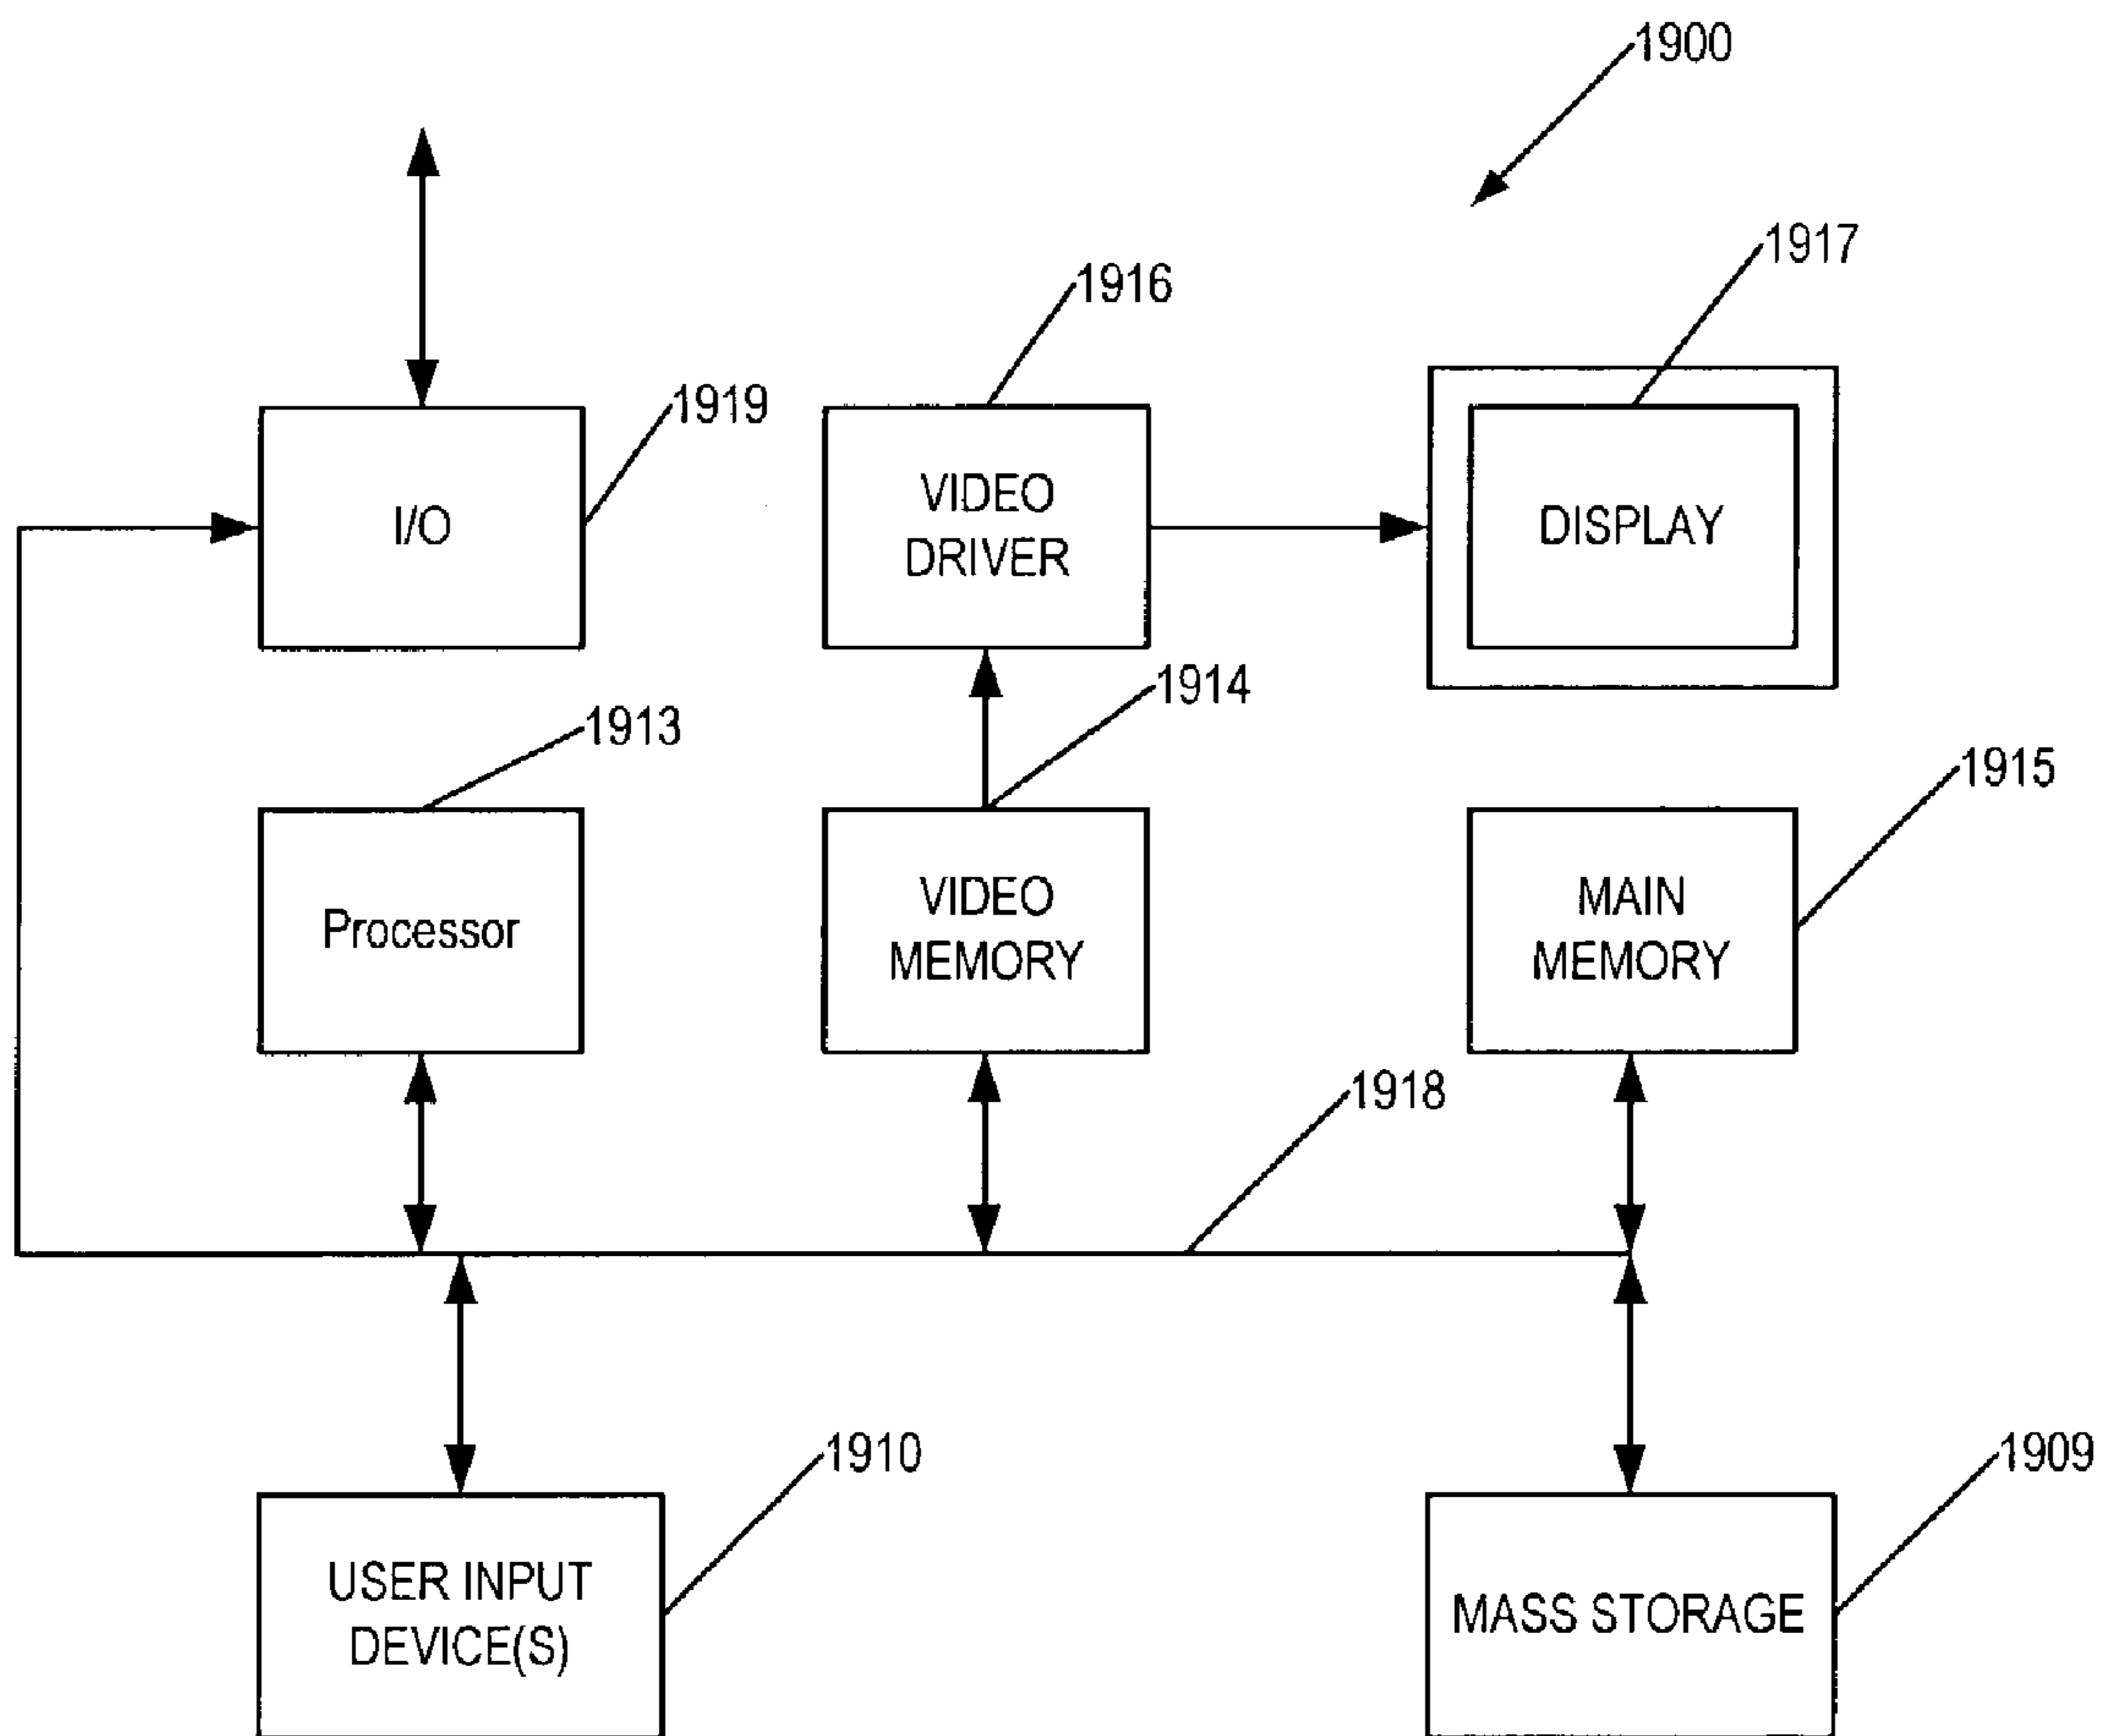 1900
1917
1916
1919
I/O
VIDEO
DRIVER
DISPLAY
1914
1913
1915
Processor
VIDEO
MEMORY
MAIN
MEMORY
1918
1910
1909
USER INPUT
DEVICE(S)
MASS STORAGE